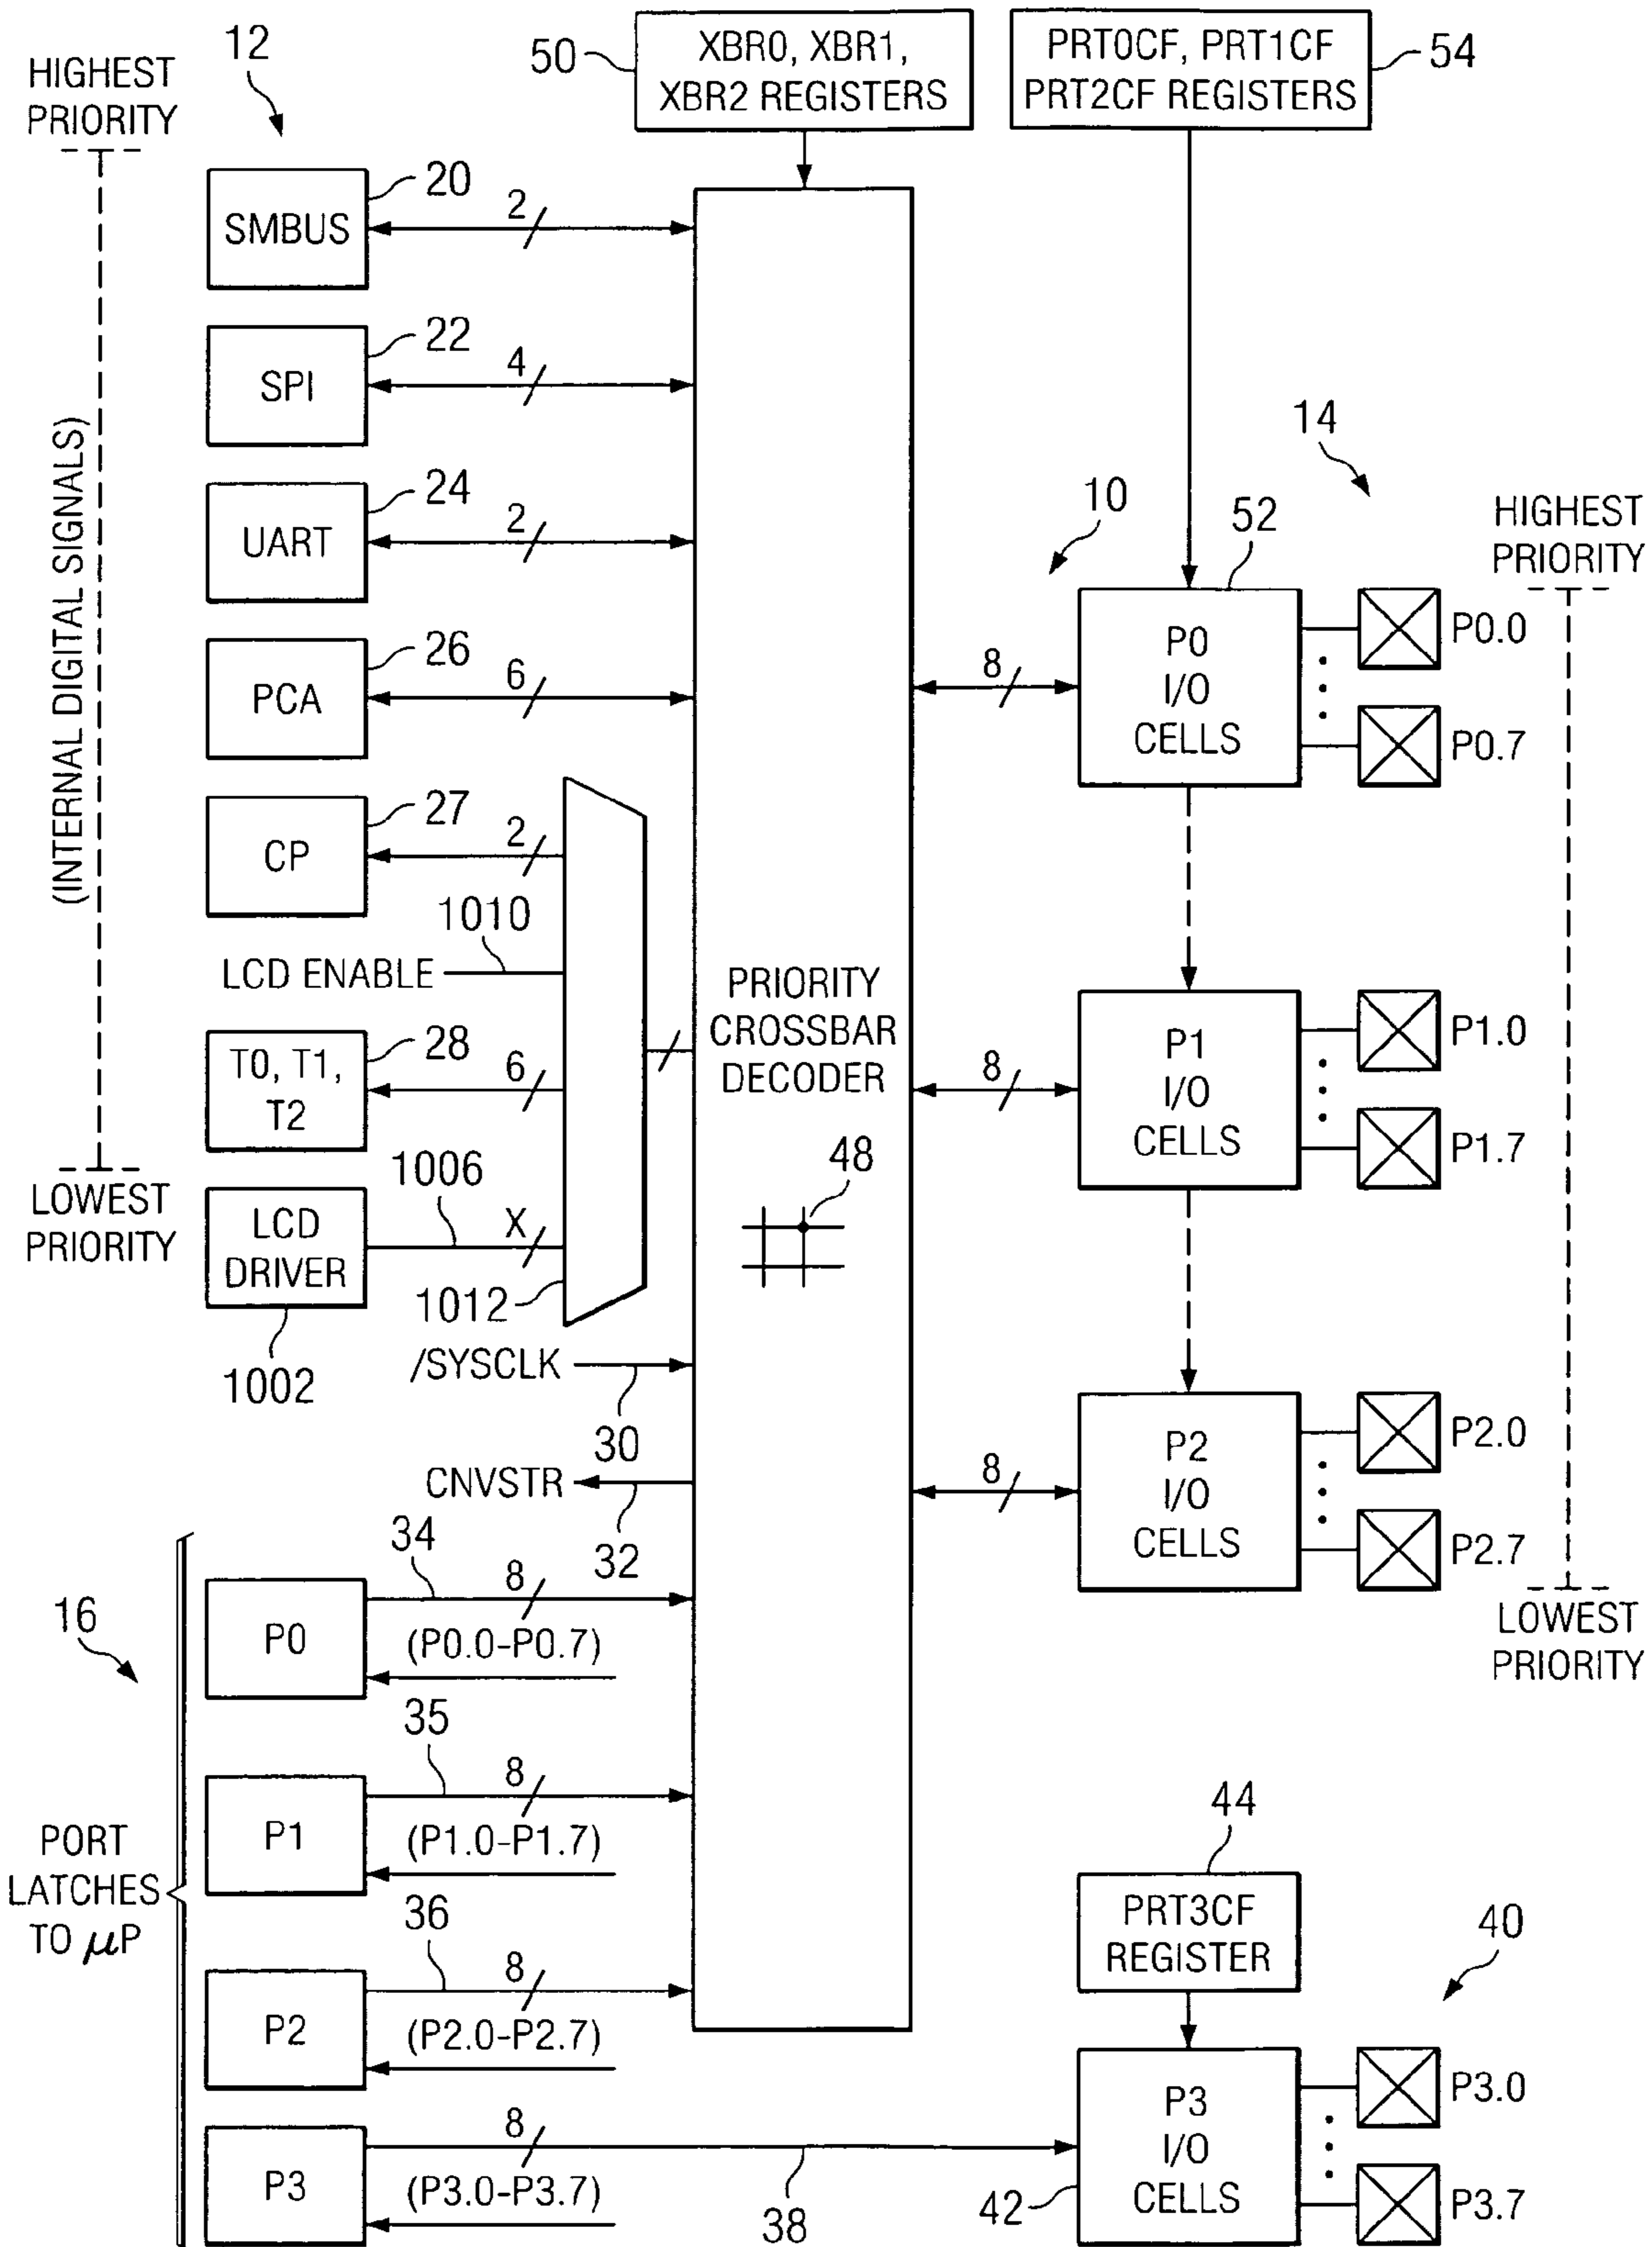 12
HIGHEST
PRIORITY
50
XBR0, XBR1,
XBR2 REGISTERS
PRT0CF, PRT1CF
PRT2CF REGISTERS
54
(INTERNAL DIGITAL SIGNALS)
LOWEST
PRIORITY
SMBUS
20
2
SPI
22
4
UART
24
2
PCA
26
6
CP
27
2
1010
LCD ENABLE
T0, T1,
T2
28
6
LCD
DRIVER
1002
1006
X
1012
/SYSCLK
30
CNVSTR
32
PRIORITY
CROSSBAR
DECODER
48
10
14
52
HIGHEST
PRIORITY
8
P0
I/O
CELLS
P0.0
P0.7
8
P1
I/O
CELLS
P1.0
P1.7
8
P2
I/O
CELLS
P2.0
P2.7
LOWEST
PRIORITY
16
PORT
LATCHES
TO μP
P0
34
8
(P0.0-P0.7)
P1
35
8
(P1.0-P1.7)
P2
36
8
(P2.0-P2.7)
P3
8
(P3.0-P3.7)
38
44
PRT3CF
REGISTER
40
P3
I/O
CELLS
42
P3.0
P3.7